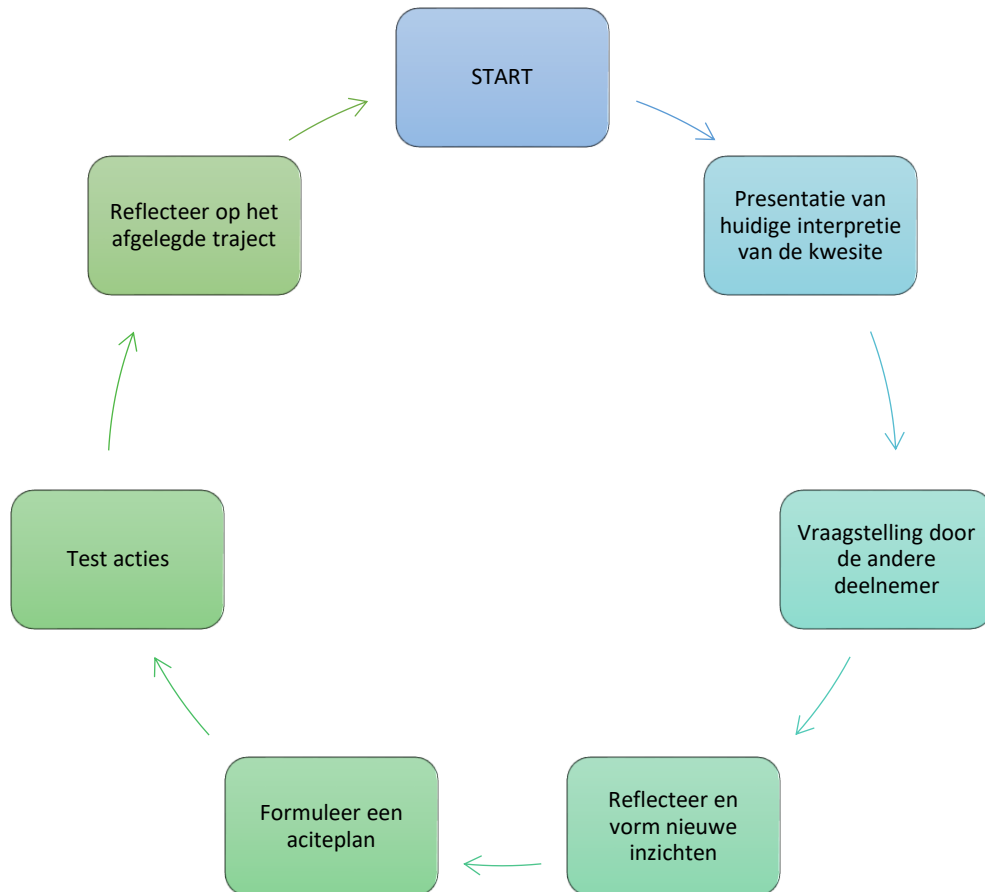 START
Presentatie van
huidige interpretie
van de kwesite
Vraagstelling door
de andere
deelnemer
Reflecteer en
vorm nieuwe
inzichten
Formuleer een
aciteplan
Test acties
Reflecteer op het
afgelegde traject